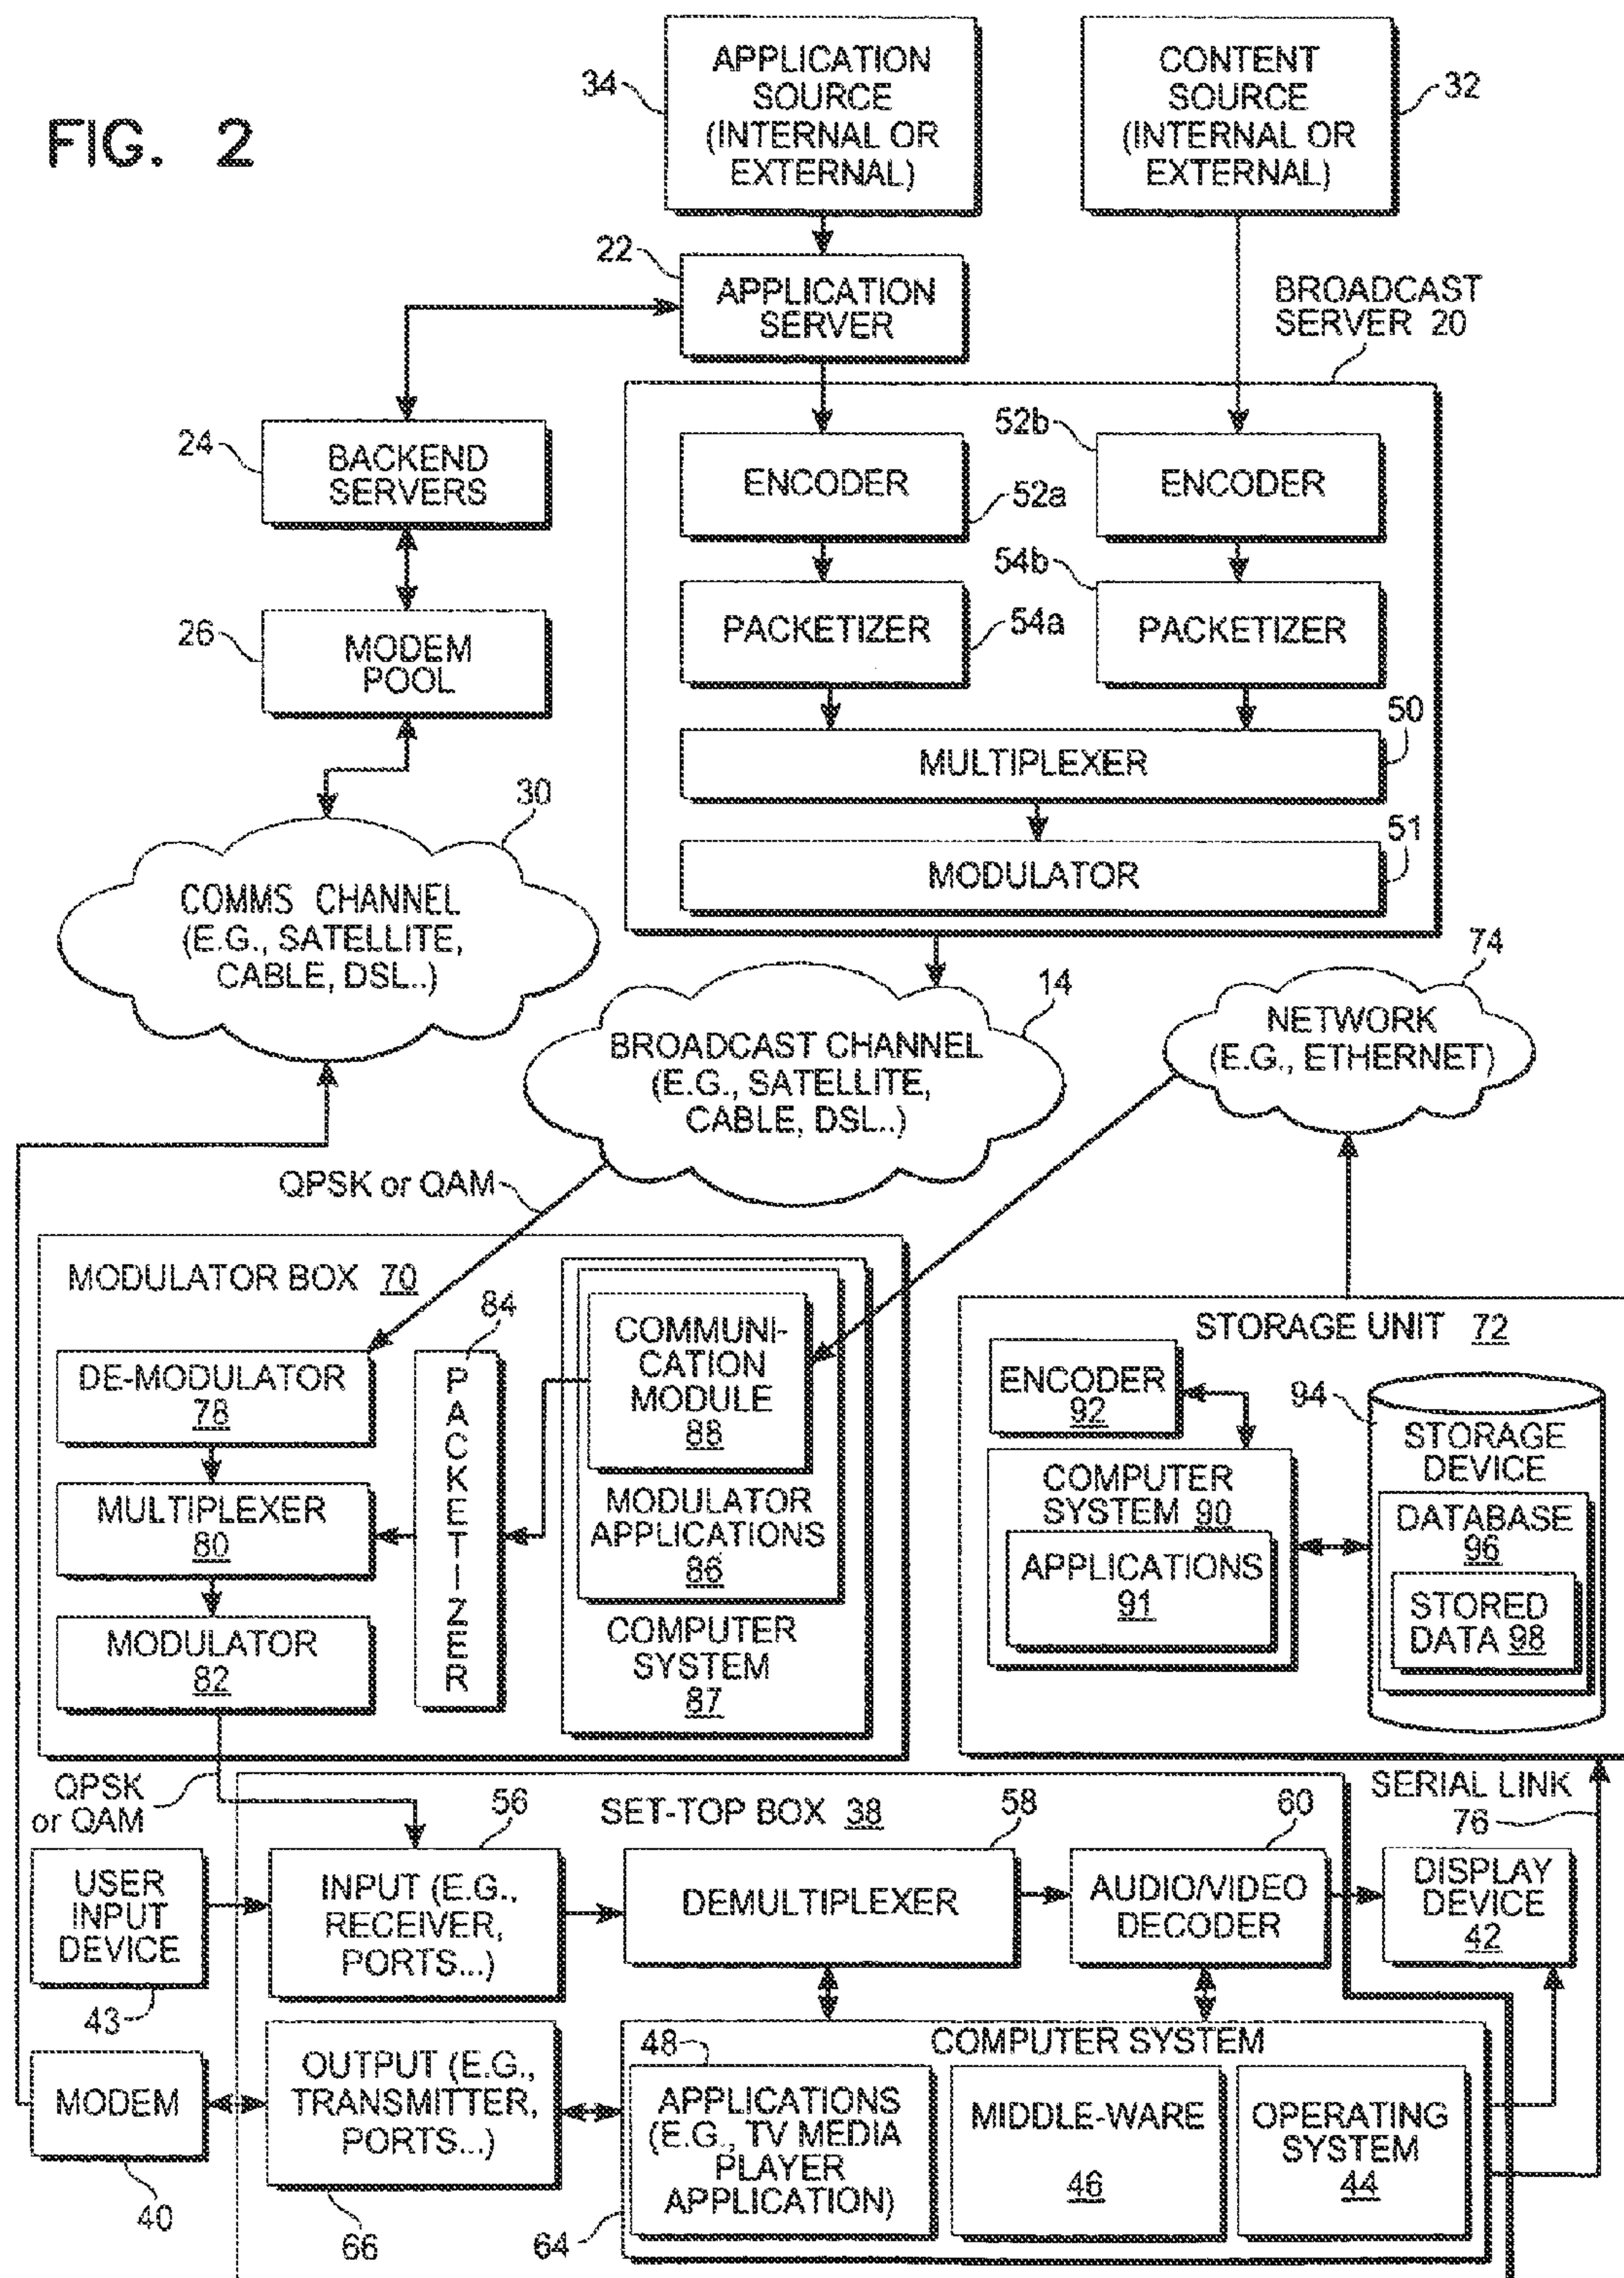 FIG. 2
34
APPLICATION
SOURCE
(INTERNAL OR
EXTERNAL)
CONTENT
SOURCE
(INTERNAL OR
EXTERNAL)
32
22
APPLICATION
SERVER
BROADCAST
SERVER 20
24
BACKEND
SERVERS
52b
ENCODER
52a
ENCODER
26
MODEM
POOL
54b
PACKETIZER
54a
PACKETIZER
50
MULTIPLEXER
51
MODULATOR
30
COMMS CHANNEL
(E.G., SATELLITE,
CABLE, DSL..)
14
BROADCAST CHANNEL
(E.G., SATELLITE,
CABLE, DSL..)
74
NETWORK
(E.G., ETHERNET)
QPSK or QAM
MODULATOR BOX 70
84
DE-MODULATOR
78
MULTIPLEXER
80
MODULATOR
82
PACKETIZER
COMMUNI-
CATION
MODULE
88
MODULATOR
APPLICATIONS
86
COMPUTER
SYSTEM
87
STORAGE UNIT 72
ENCODER
92
COMPUTER
SYSTEM 90
APPLICATIONS
91
94
STORAGE
DEVICE
DATABASE
96
STORED
DATA 98
QPSK
or QAM
56
SET-TOP BOX 38
58
60
SERIAL LINK
76
USER
INPUT
DEVICE
43
INPUT (E.G.,
RECEIVER,
PORTS...)
DEMULTIPLEXER
AUDIO/VIDEO
DECODER
DISPLAY
DEVICE
42
MODEM
40
OUTPUT (E.G.,
TRANSMITTER,
PORTS...)
66
COMPUTER SYSTEM
48
APPLICATIONS
(E.G., TV MEDIA
PLAYER
APPLICATION)
64
MIDDLE-WARE
46
OPERATING
SYSTEM
44